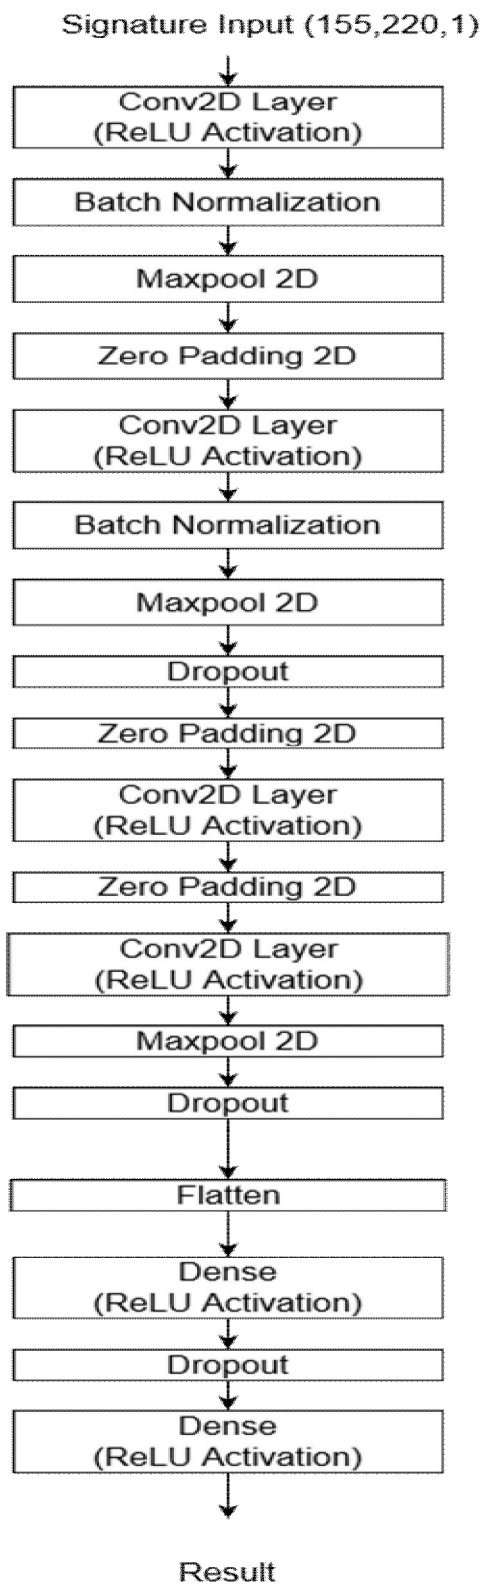 Signature Input (155,220,1)
Conv2D Layer
(ReLU Activation)
Batch Normalization
Maxpool 2D
Zero Padding 2D
Conv2D Layer
(ReLU Activation)
Batch Normalization
Maxpool 2D
Dropout
Zero Padding 2D
Conv2D Layer
(ReLU Activation)
Zero Padding 2D
Conv2D Layer
(ReLU Activation)
Maxpool 2D
Dropout
Flatten
Dense
(ReLU Activation)
Dropout
Dense
(ReLU Activation)
Result